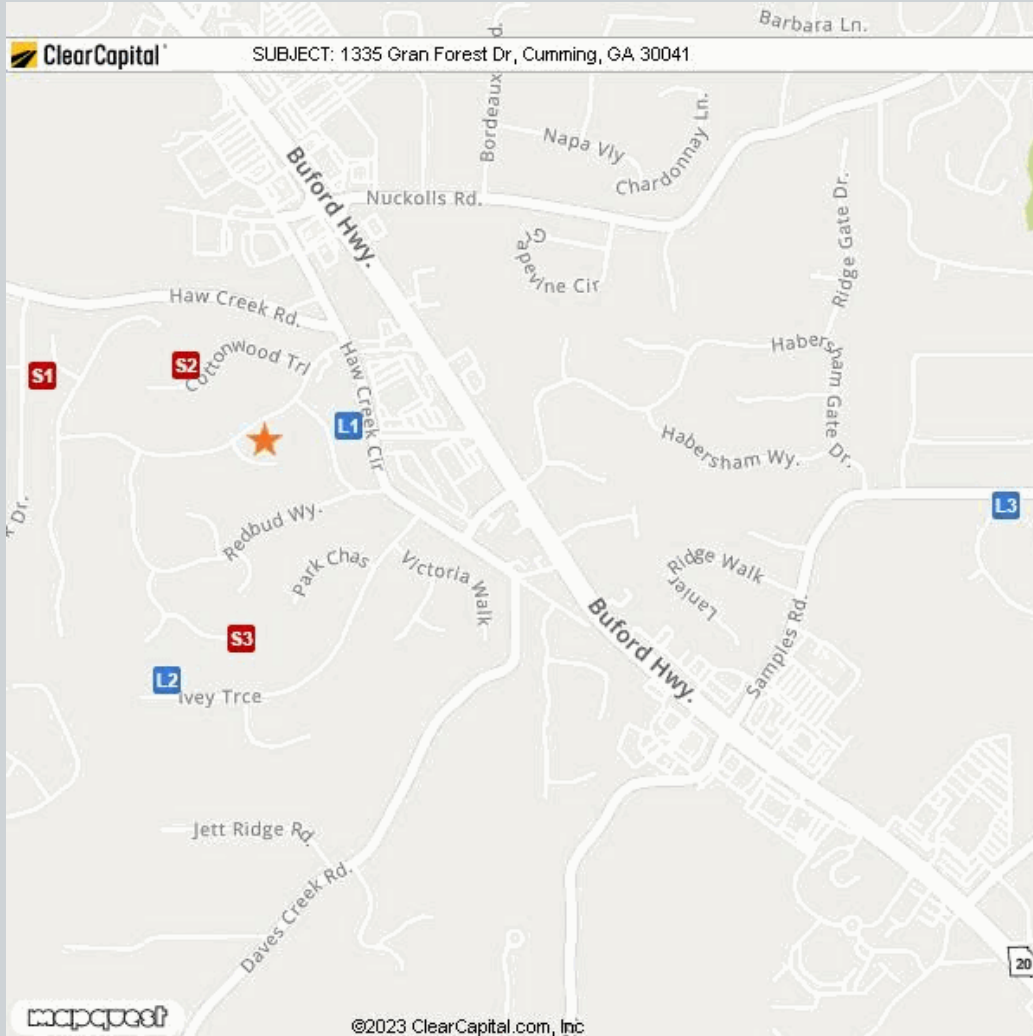 Barbara Ln.
ClearCapital
SUBJECT: 1335 Gran Forest Dr, Cumming, GA 30041
Bordeaux
d.
Napa Vly
Chardonnay Ln.
Buford Hwy.
Nuckolls Rd.
Grapevine Cir
Ridge Gate Dr.
Haw Creek Rd.
Habersham Gate Dr.
S1
S2
Cottonwood Trl
Haw Creek Cir
L1
Habersham Wy.
L3
Dr.
Redbud Wy.
Park Chas
Victoria Walk
Lanier Ridge Walk
S3
Buford Hwy.
Samples Rd.
L2
Ivey Trce
Jett Ridge Rd.
Daves Creek Rd.
20
mapquest
©2023 ClearCapital.com, Inc